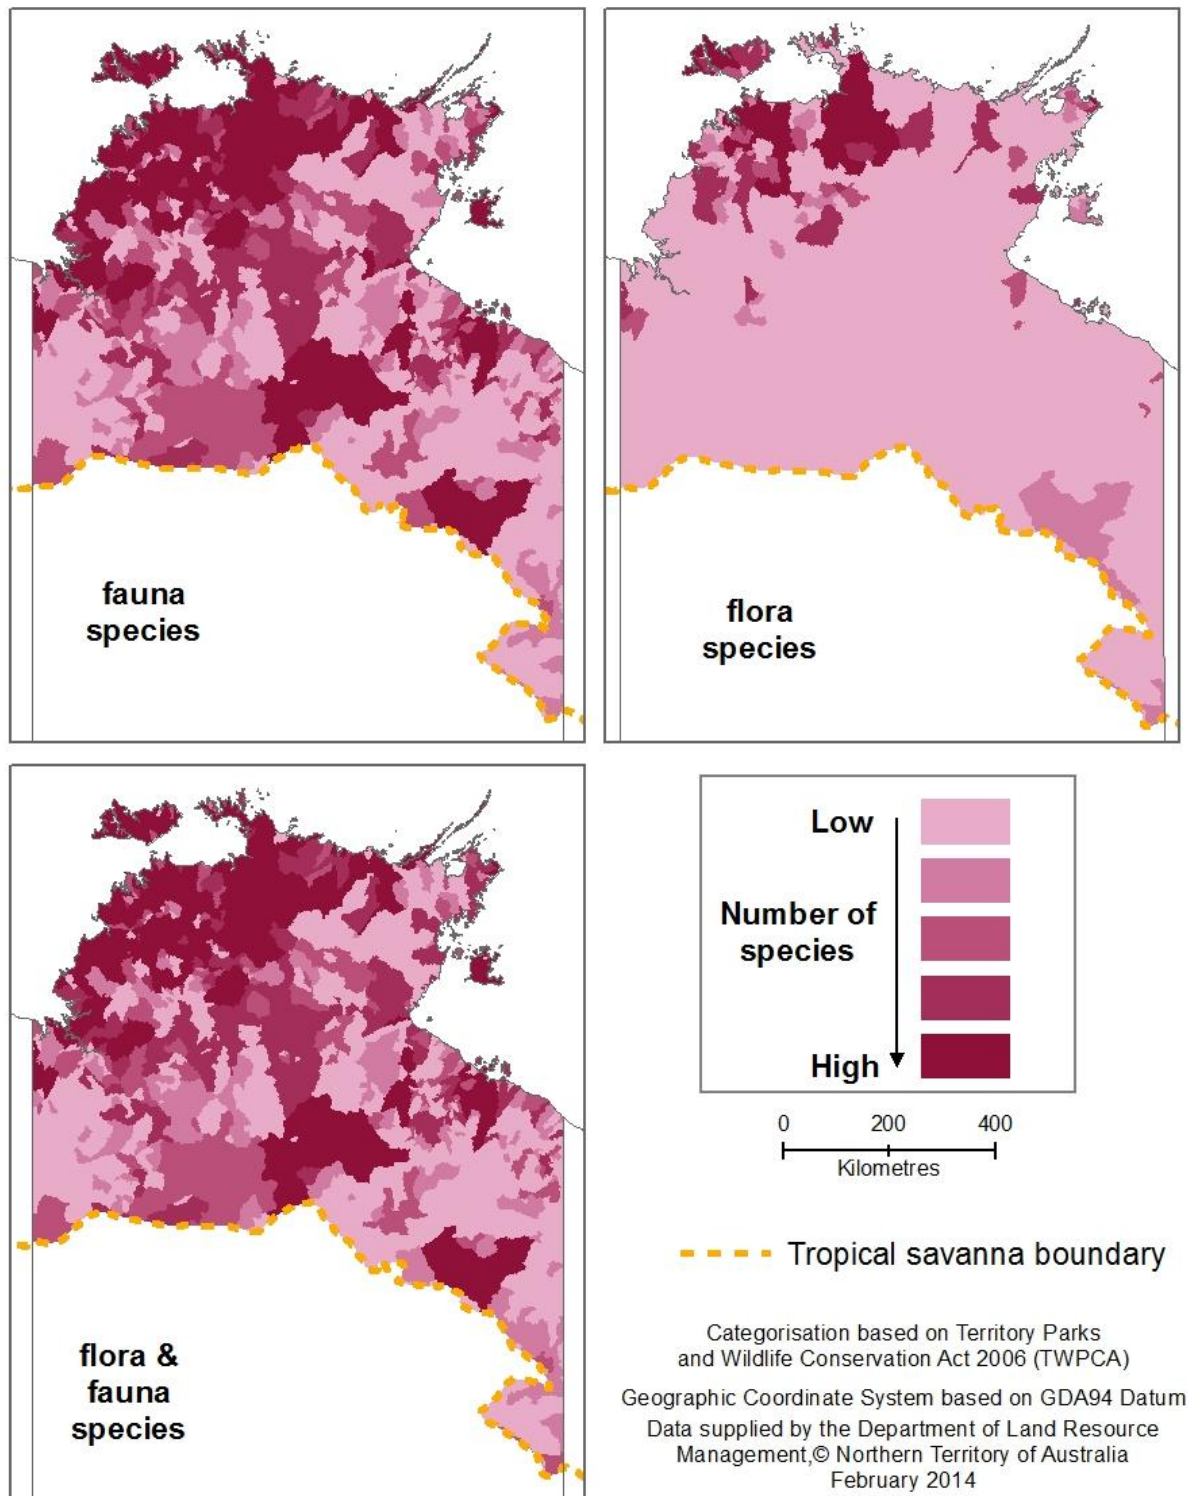 fauna
species
flora
species
flora &
fauna
species
Low
Number of
species
High
0 200 400
Kilometres
Tropical savanna boundary
Categorisation based on Territory Parks
and Wildlife Conservation Act 2006 (TWPCA)
Geographic Coordinate System based on GDA94 Datum
Data supplied by the Department of Land Resource
Management,© Northern Territory of Australia
February 2014